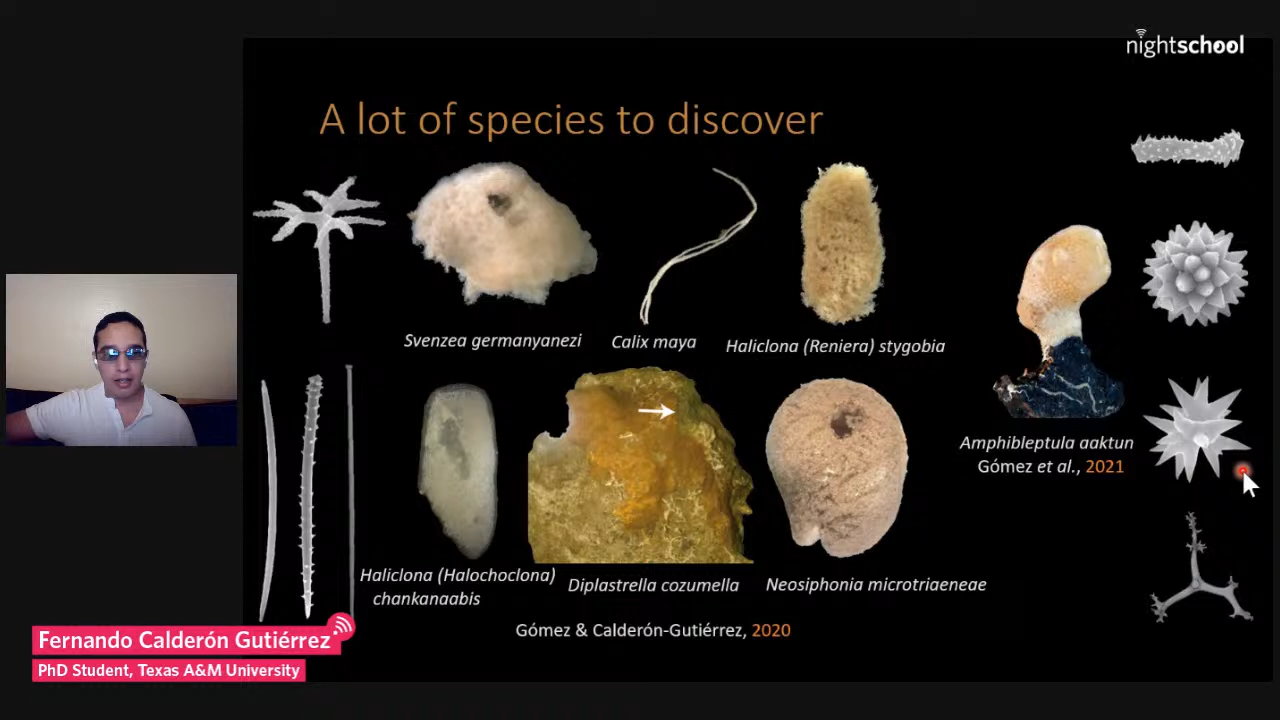 nightschool
A lot of species to discover
Svenzea germanyanezi
Calix maya
Haliclona (Reniera) stygobia
Amphibleptula aaktun
Gómez et al., 2021
Haliclona (Halochoclona)
chankanaabis
Diplastrella cozumella
Neosiphonia microtriaeneae
Gómez & Calderón-Gutiérrez, 2020
Fernando Calderón Gutiérrez
PhD Student, Texas A&M University